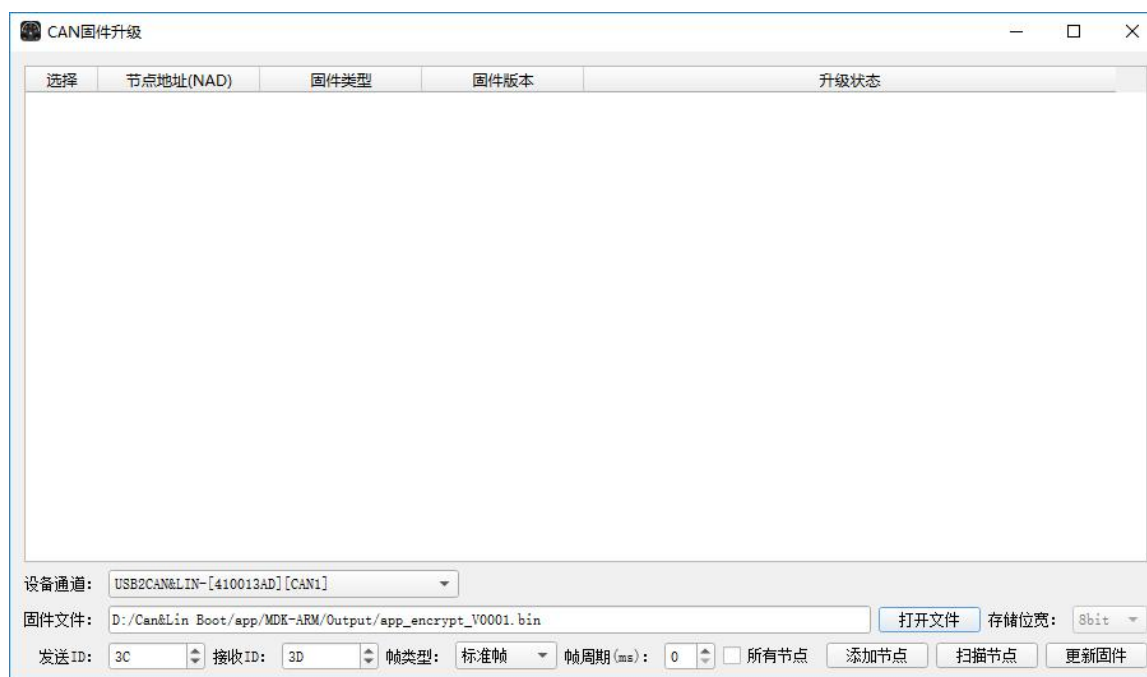 CAN固件升级
选择 节点地址(NAD) 固件类型 固件版本 升级状态
设备通道: USB2CAN&LIN-[410013AD][CAN1]
固件文件: D:/Can&Lin Boot/app/MDK-ARM/Output/app_encrypt_V0001.bin 打开文件 存储位宽: 8bit
发送ID: 3C 接收ID: 3D 帧类型: 标准帧 帧周期(ms): 0 所有节点 添加节点 扫描节点 更新固件